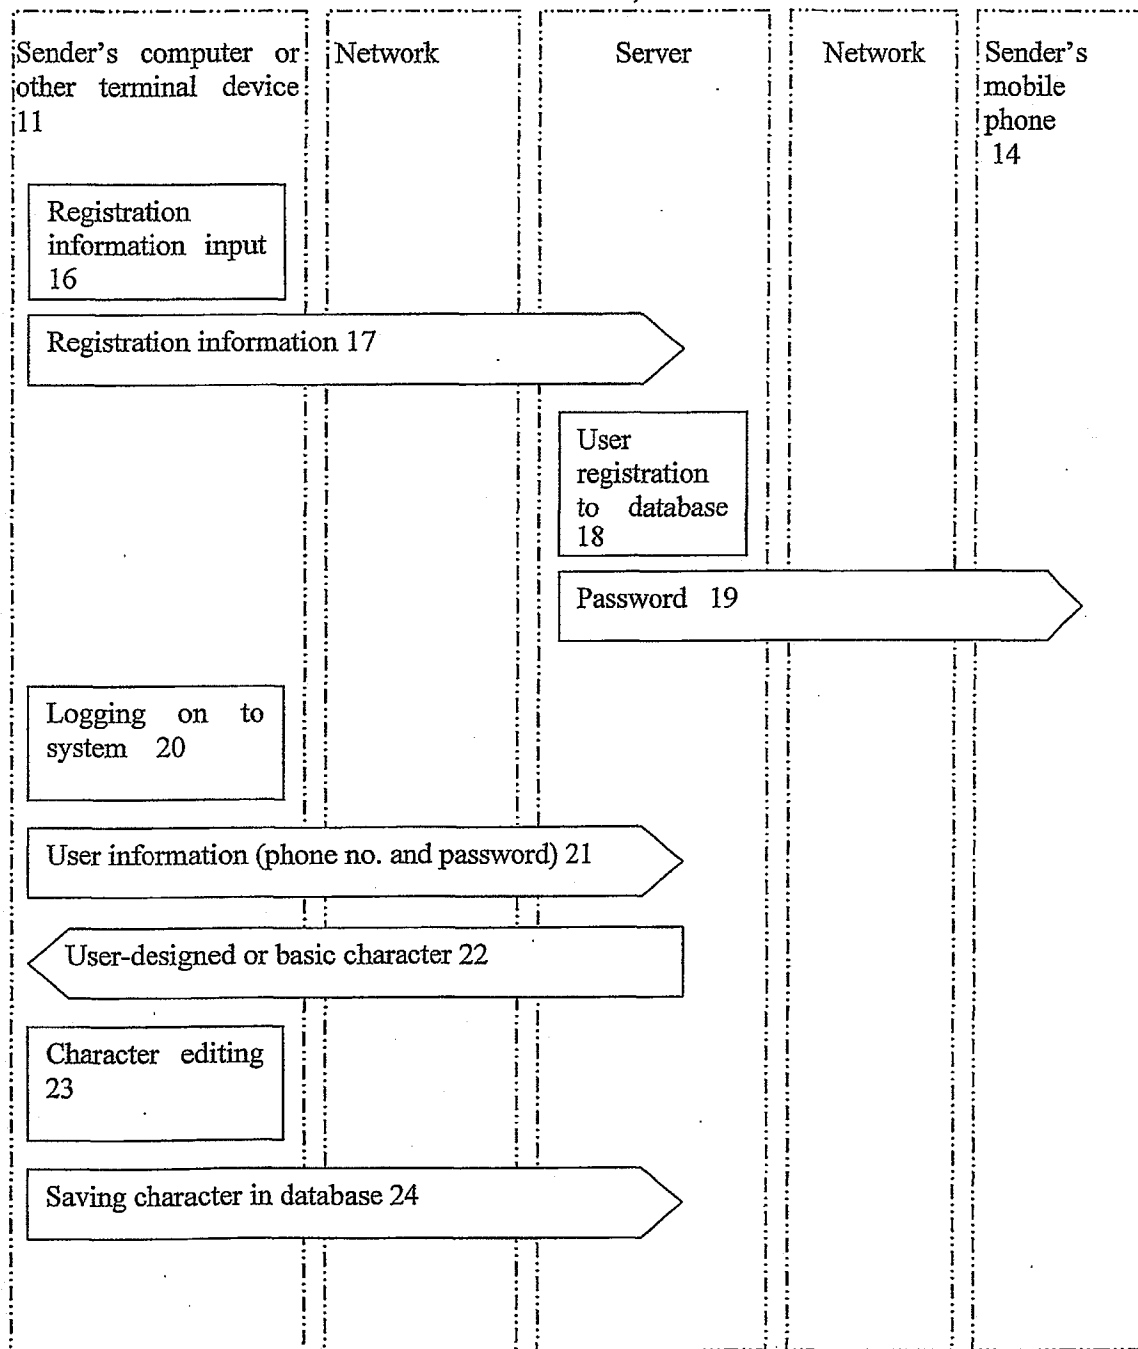 Sender's computer or
other terminal device
11
Network
Server
Network
Sender's
mobile
phone
14
Registration
information input
16
Registration information 17
User
registration
to database
18
Password 19
Logging on to
system 20
User information (phone no. and password) 21
User-designed or basic character 22
Character editing
23
Saving character in database 24